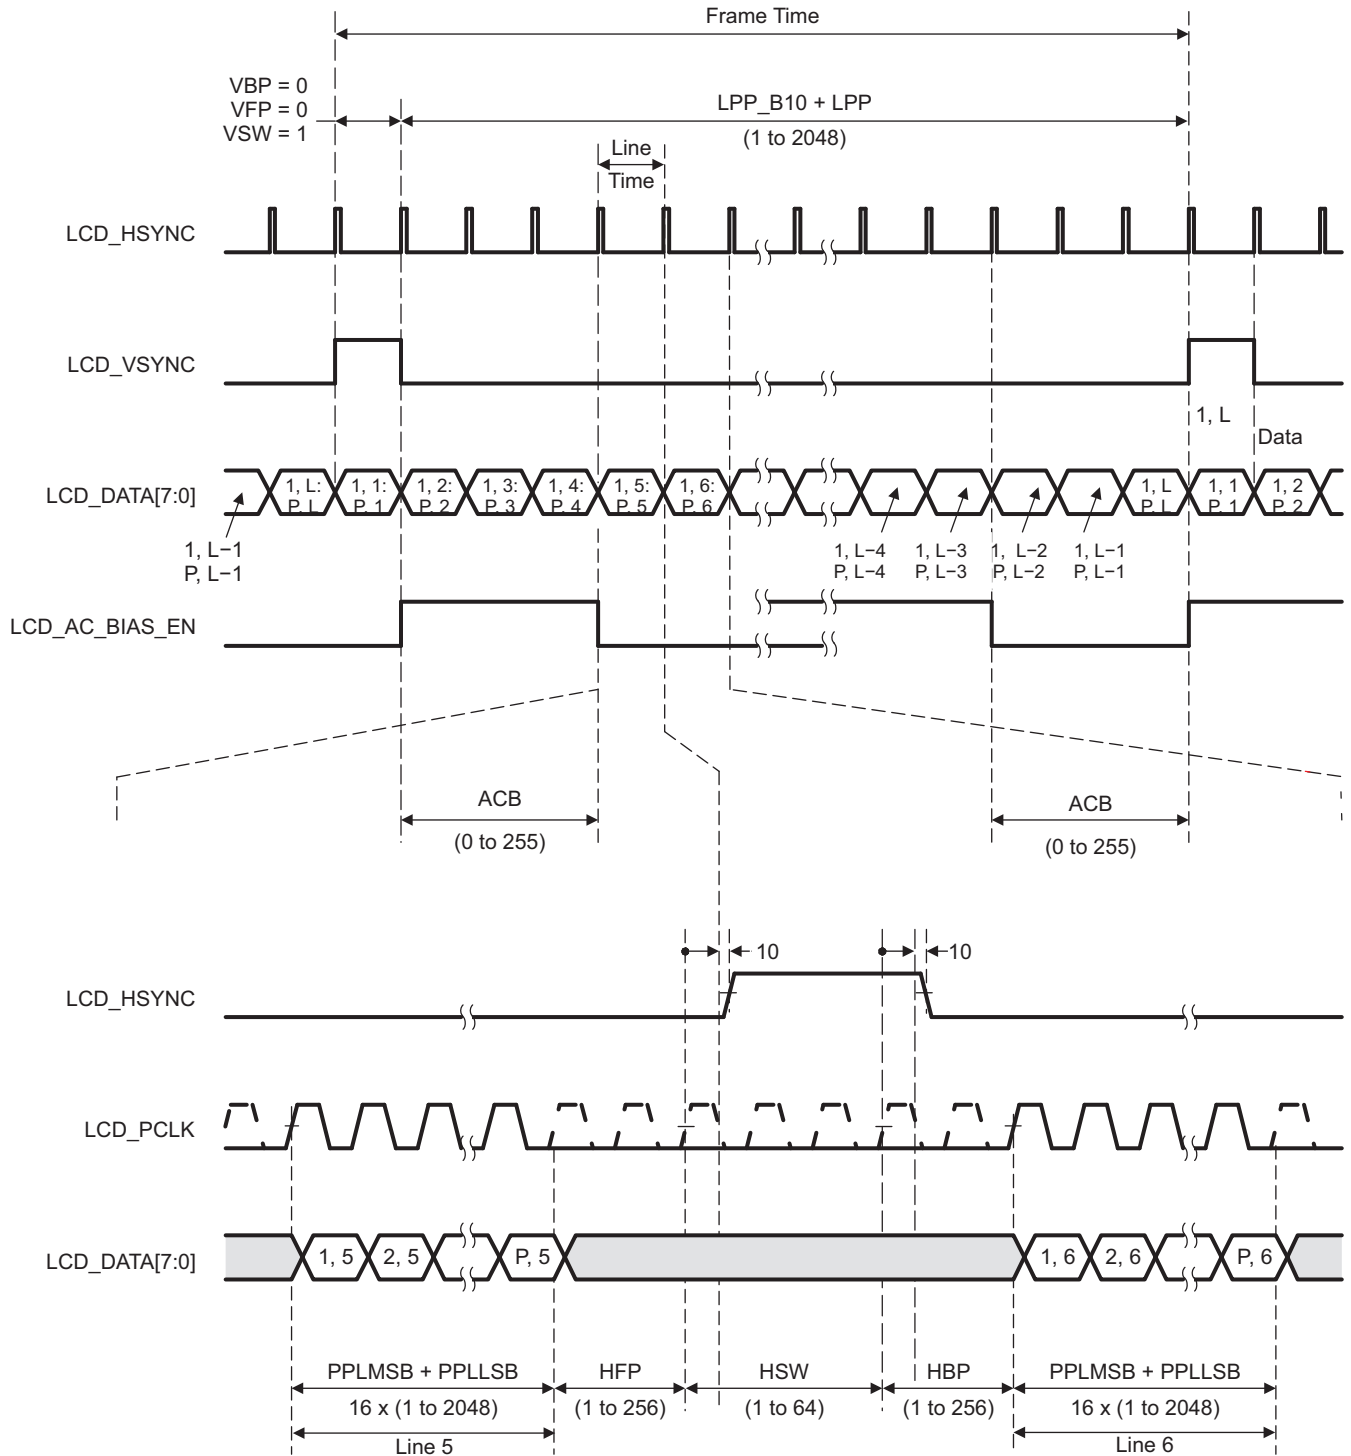 Frame Time
VBP = 0
VFP = 0
VSW = 1
LPP_B10 + LPP
(1 to 2048)
Line
Time
LCD_HSYNC
LCD_VSYNC
1, L
Data
LCD_DATA[7:0]
1, L: P, L
1, 1: P, 1
1, 2: P, 2
1, 3: P, 3
1, 4: P, 4
1, 5: P, 5
1, 6: P, 6
1, L P, L
1, 1 P, 1
1, 2 P, 2
1, L−1
P, L−1
1, L−4
P, L−4
1, L−3
P, L−3
1, L−2
P, L−2
1, L−1
P, L−1
LCD_AC_BIAS_EN
ACB
(0 to 255)
ACB
(0 to 255)
10
10
LCD_HSYNC
LCD_PCLK
LCD_DATA[7:0]
1, 5
2, 5
P, 5
1, 6
2, 6
P, 6
PPLMSB + PPLLSB
16 x (1 to 2048)
Line 5
HFP
(1 to 256)
HSW
(1 to 64)
HBP
(1 to 256)
PPLMSB + PPLLSB
16 x (1 to 2048)
Line 6